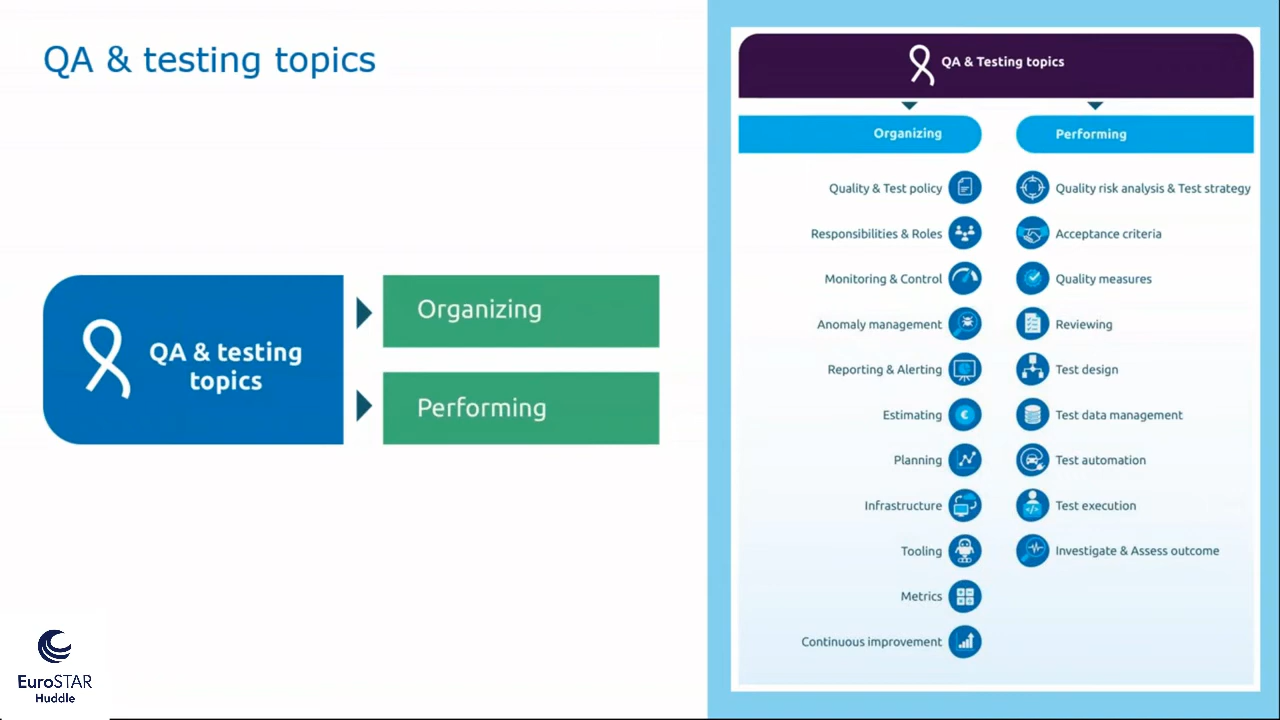 QA & testing topics
QA & testing
topics
Organizing
Performing
EuroSTAR
Huddle
QA & Testing topics
Organizing
Quality & Test policy
Responsibilities & Roles
Monitoring & Control
Anomaly management
Reporting & Alerting
Estimating
Planning
Infrastructure
Tooling
Metrics
Continuous improvement
Performing
Quality risk analysis & Test strategy
Acceptance criteria
Quality measures
Reviewing
Test design
Test data management
Test automation
Test execution
Investigate & Assess outcome